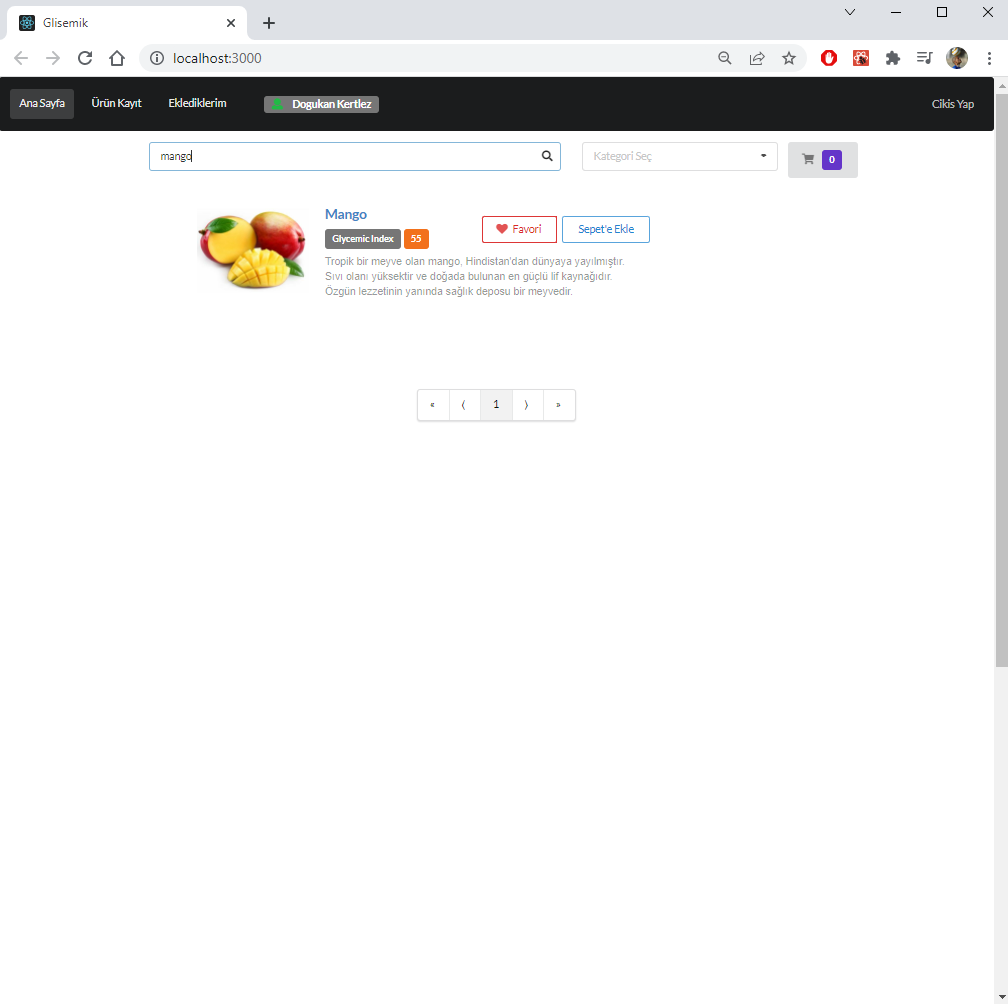 Glisemik
localhost:3000
Ana Sayfa Ürün Kayıt Eklediklerim Dogukan Kertlez Cikis Yap
mango Kategori Seç 0
Mango
Favori Sepet'e Ekle
Glycemic Index 55
Tropik bir meyve olan mango, Hindistan'dan dünyaya yayılmıştır.
Sıvı olanı yüksektir ve doğada bulunan en güçlü lif kaynağıdır.
Özgün lezzetinin yanında sağlık deposu bir meyvedir.
« ⟨ 1 ⟩ »